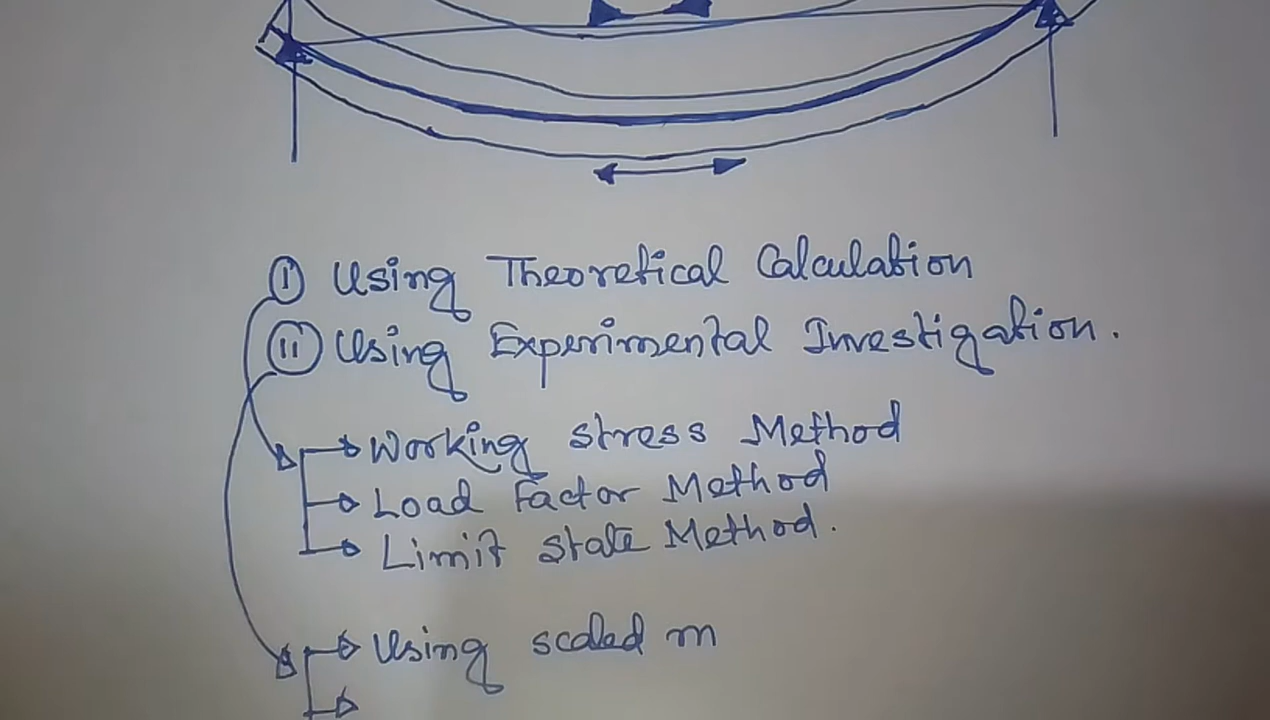 I Using Theoretical Calculation
II Using Experimental Investigation.
Working Stress Method
Load Factor Method
Limit State Method.
Using scaled m